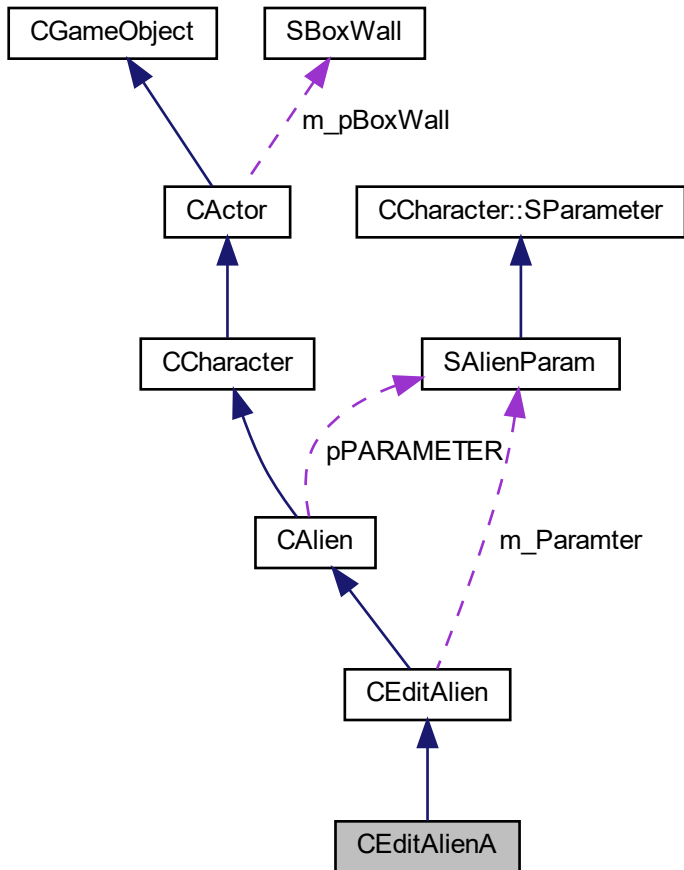 CGameObject
SBoxWall
m_pBoxWall
CActor
CCharacter::SParameter
CCharacter
SAlienParam
pPARAMETER
CAlien
m_Paramter
CEditAlien
CEditAlienA